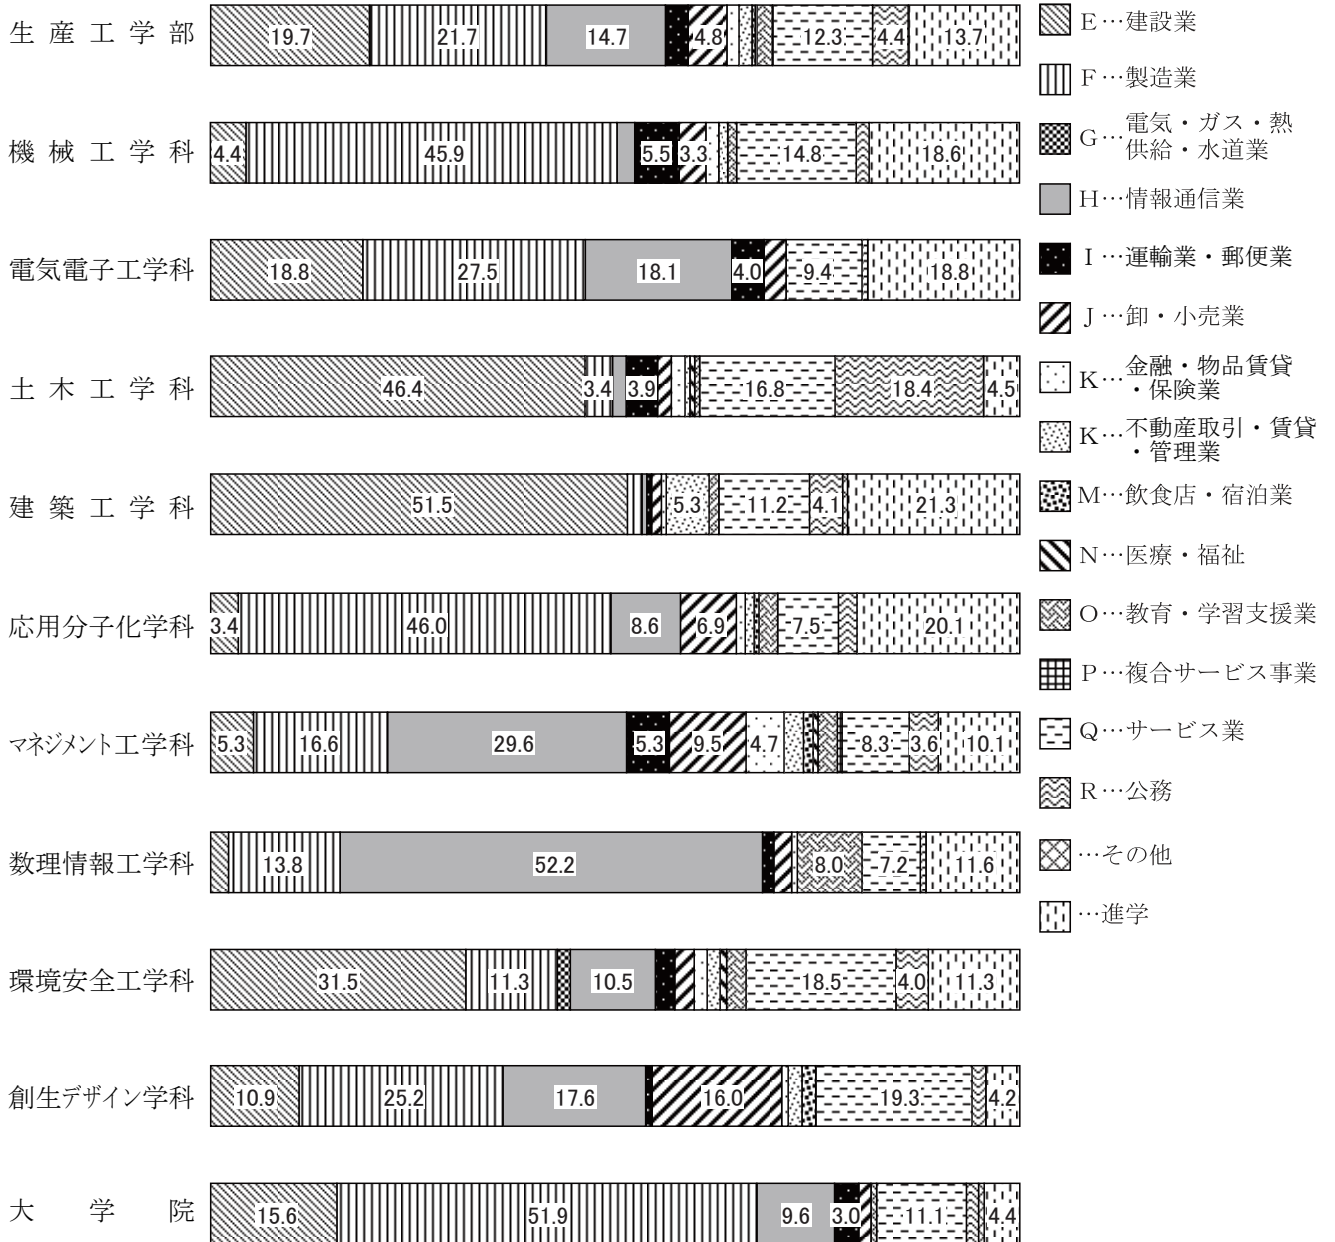 生産工学部 19.7 21.7 14.7 4.8 12.3 4.4 13.7
機械工学科 4.4 45.9 5.5 3.3 14.8 18.6
電気電子工学科 18.8 27.5 18.1 4.0 9.4 18.8
土木工学科 46.4 3.4 3.9 16.8 18.4 4.5
建築工学科 51.5 5.3 11.2 4.1 21.3
応用分子化学科 3.4 46.0 8.6 6.9 7.5 20.1
マネジメント工学科 5.3 16.6 29.6 5.3 9.5 4.7 8.3 3.6 10.1
数理情報工学科 13.8 52.2 8.0 7.2 11.6
環境安全工学科 31.5 11.3 10.5 18.5 4.0 11.3
創生デザイン学科 10.9 25.2 17.6 16.0 19.3 4.2
大学院 15.6 51.9 9.6 3.0 11.1 4.4
E…建設業
F…製造業
G…電気・ガス・熱
供給・水道業
H…情報通信業
I…運輸業・郵便業
J…卸・小売業
K…金融・物品賃貸
・保険業
K…不動産取引・賃貸
・管理業
M…飲食店・宿泊業
N…医療・福祉
O…教育・学習支援業
P…複合サービス事業
Q…サービス業
R…公務
…その他
…進学